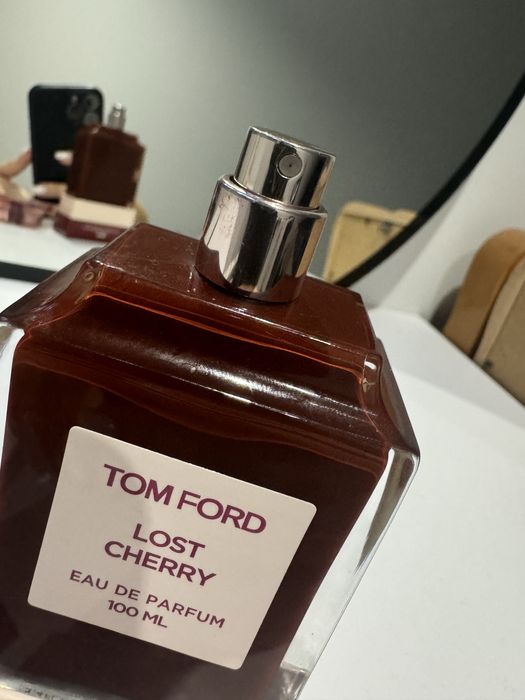 TOM FORD
LOST
CHERRY
EAU DE PARFUM
100 ML